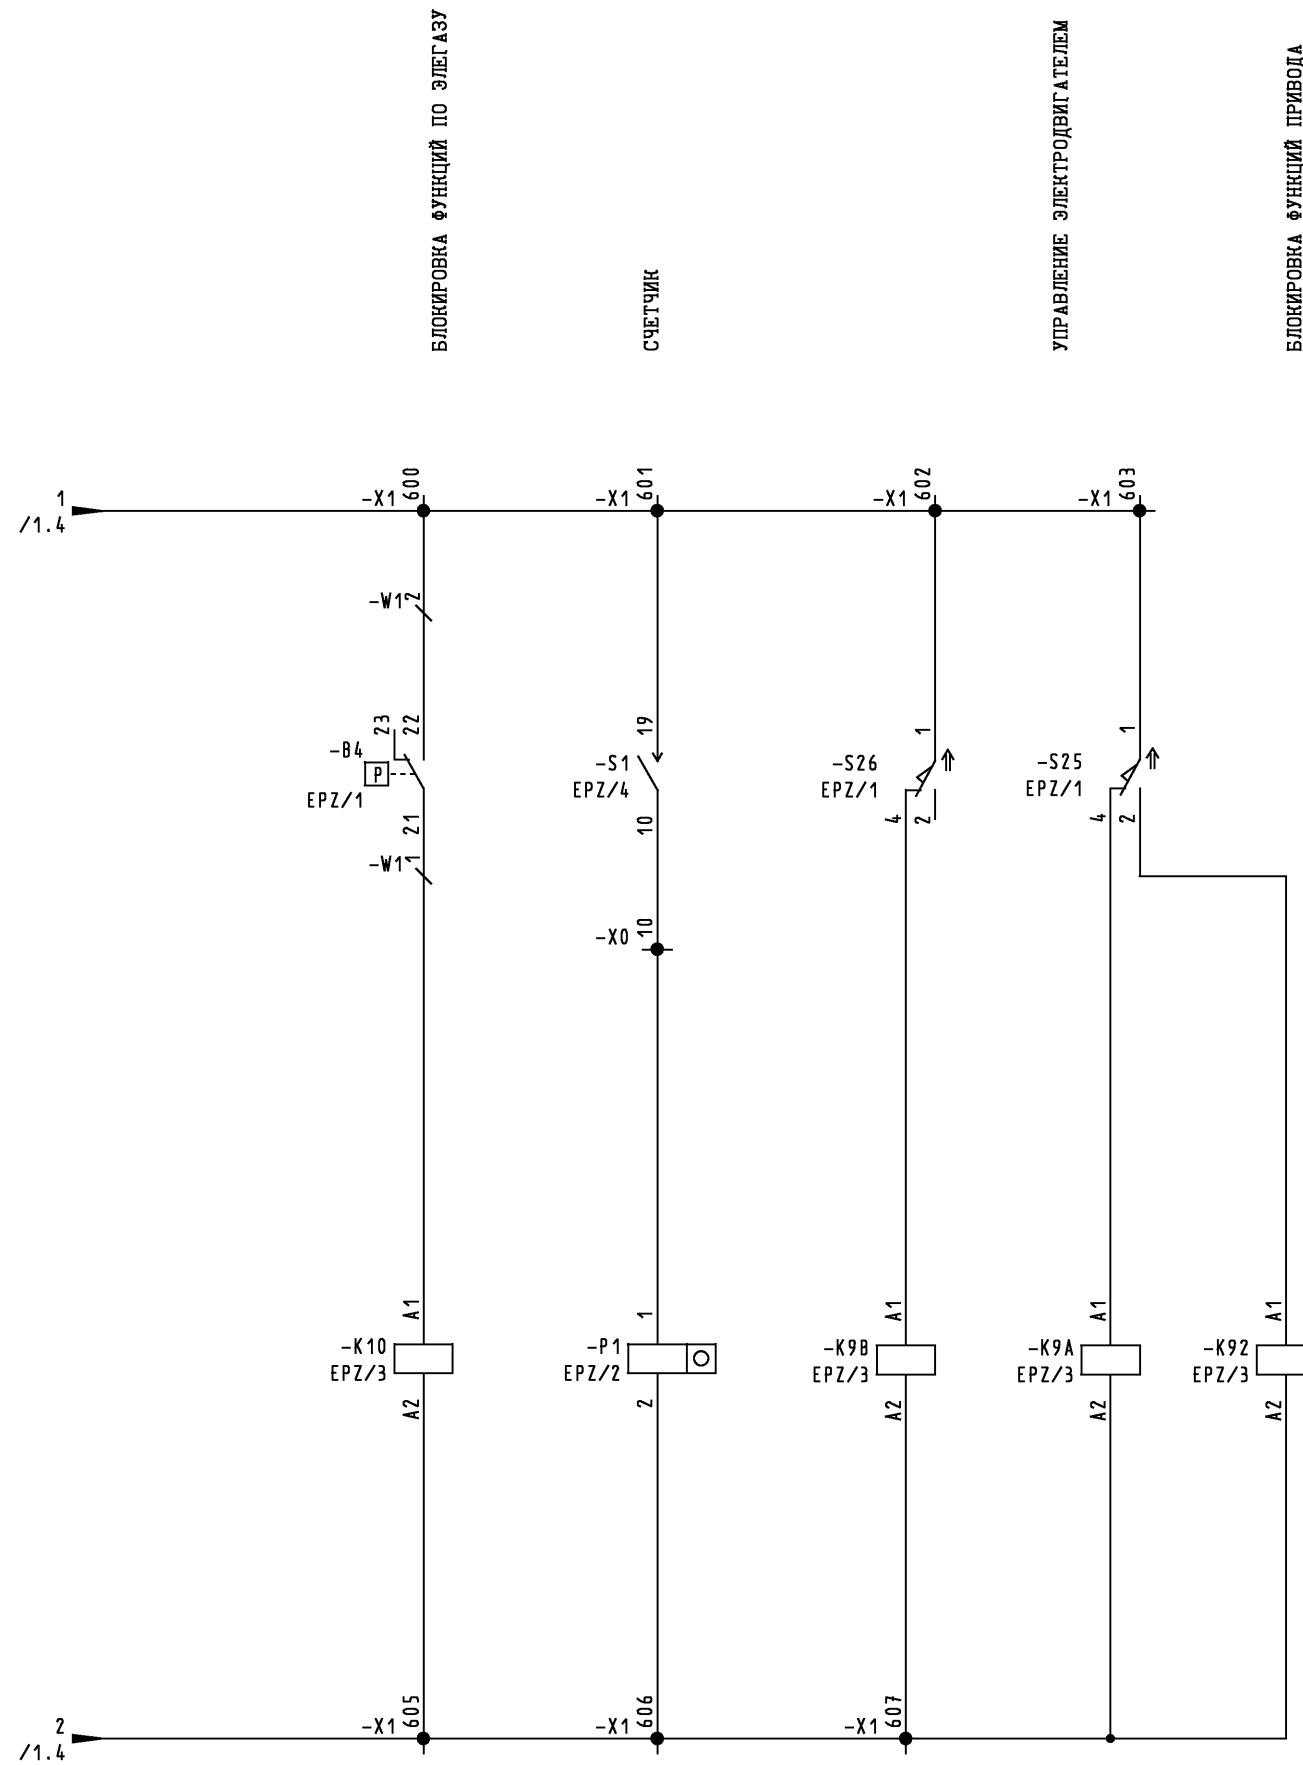 БЛОКИРОВКА ФУНКЦИЙ ПО ЭЛЕГАЗУ
СЧЕТЧИК
УПРАВЛЕНИЕ ЭЛЕКТРОДВИГАТЕЛЕМ
БЛОКИРОВКА ФУНКЦИЙ ПРИВОДА
1
/1.4
-X1 600
-X1 601
-X1 602
-X1 603
-W1 2
23
22
-B4
P
EPZ/1
21
-W1 1
19
-S1
EPZ/4
10
-X0 10
1
-S26
EPZ/1
4
2
1
-S25
EPZ/1
4
2
A1
-K10
EPZ/3
A2
1
-P1
EPZ/2
2
A1
-K9B
EPZ/3
A2
A1
-K9A
EPZ/3
A2
A1
-K92
EPZ/3
A2
2
/1.4
-X1 605
-X1 606
-X1 607